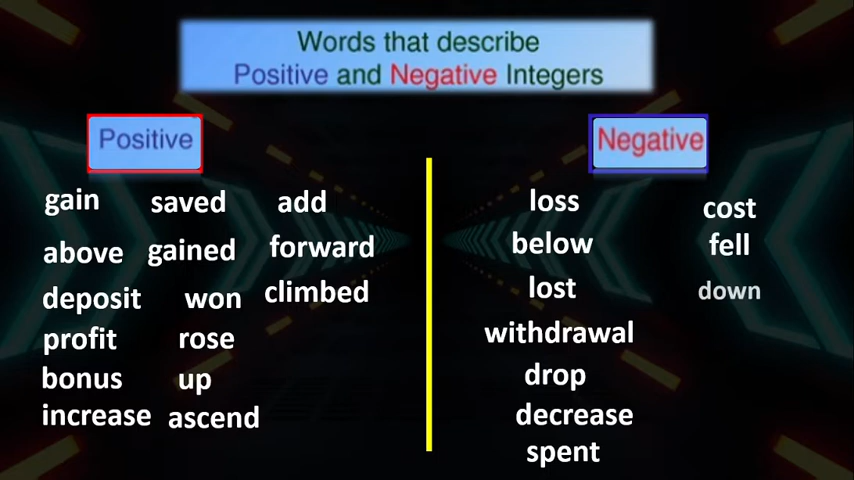 Words that describe
Positive and Negative Integers
Positive
gain saved add
above gained forward
deposit won climbed
profit rose
bonus up
increase ascend
Negative
loss cost
below fell
lost down
withdrawal
drop
decrease
spent